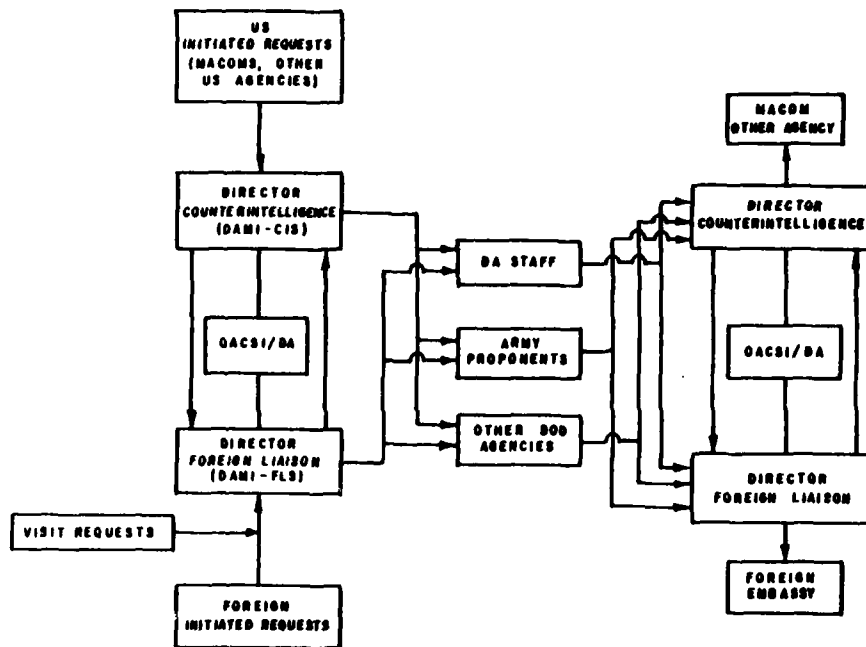 US
INITIATED REQUESTS
(MACOMS, OTHER
US AGENCIES)
DIRECTOR
COUNTERINTELLIGENCE
(DAMI-CIS)
OACSI/DA
DIRECTOR
FOREIGN LIAISON
(DAMI-FLS)
VISIT REQUESTS
FOREIGN
INITIATED REQUESTS
DA STAFF
ARMY
PROPONENTS
OTHER DOD
AGENCIES
MACOM
OTHER AGENCY
DIRECTOR
COUNTERINTELLIGENCE
OACSI/DA
DIRECTOR
FOREIGN LIAISON
FOREIGN
EMBASSY